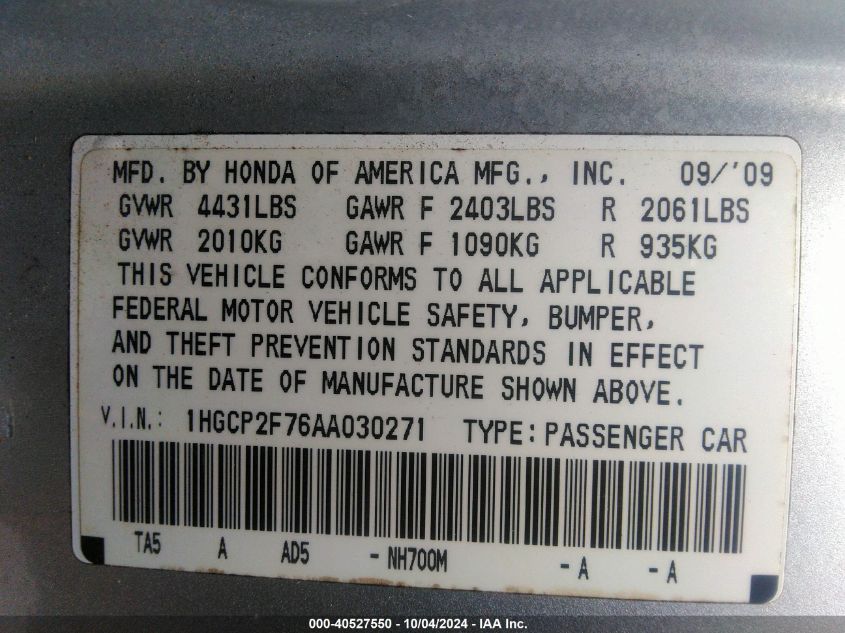 MFD. BY HONDA OF AMERICA MFG., INC. 09/'09
GVWR 4431LBS GAWR F 2403LBS R 2061LBS
GVWR 2010KG GAWR F 1090KG R 935KG
THIS VEHICLE CONFORMS TO ALL APPLICABLE
FEDERAL MOTOR VEHICLE SAFETY, BUMPER,
AND THEFT PREVENTION STANDARDS IN EFFECT
ON THE DATE OF MANUFACTURE SHOWN ABOVE.
V.I.N.: 1HGCP2F76AA030271 TYPE: PASSENGER CAR
TA5 A AD5 - NH700M - A - A
000-40527550 - 10/04/2024 - IAA Inc.